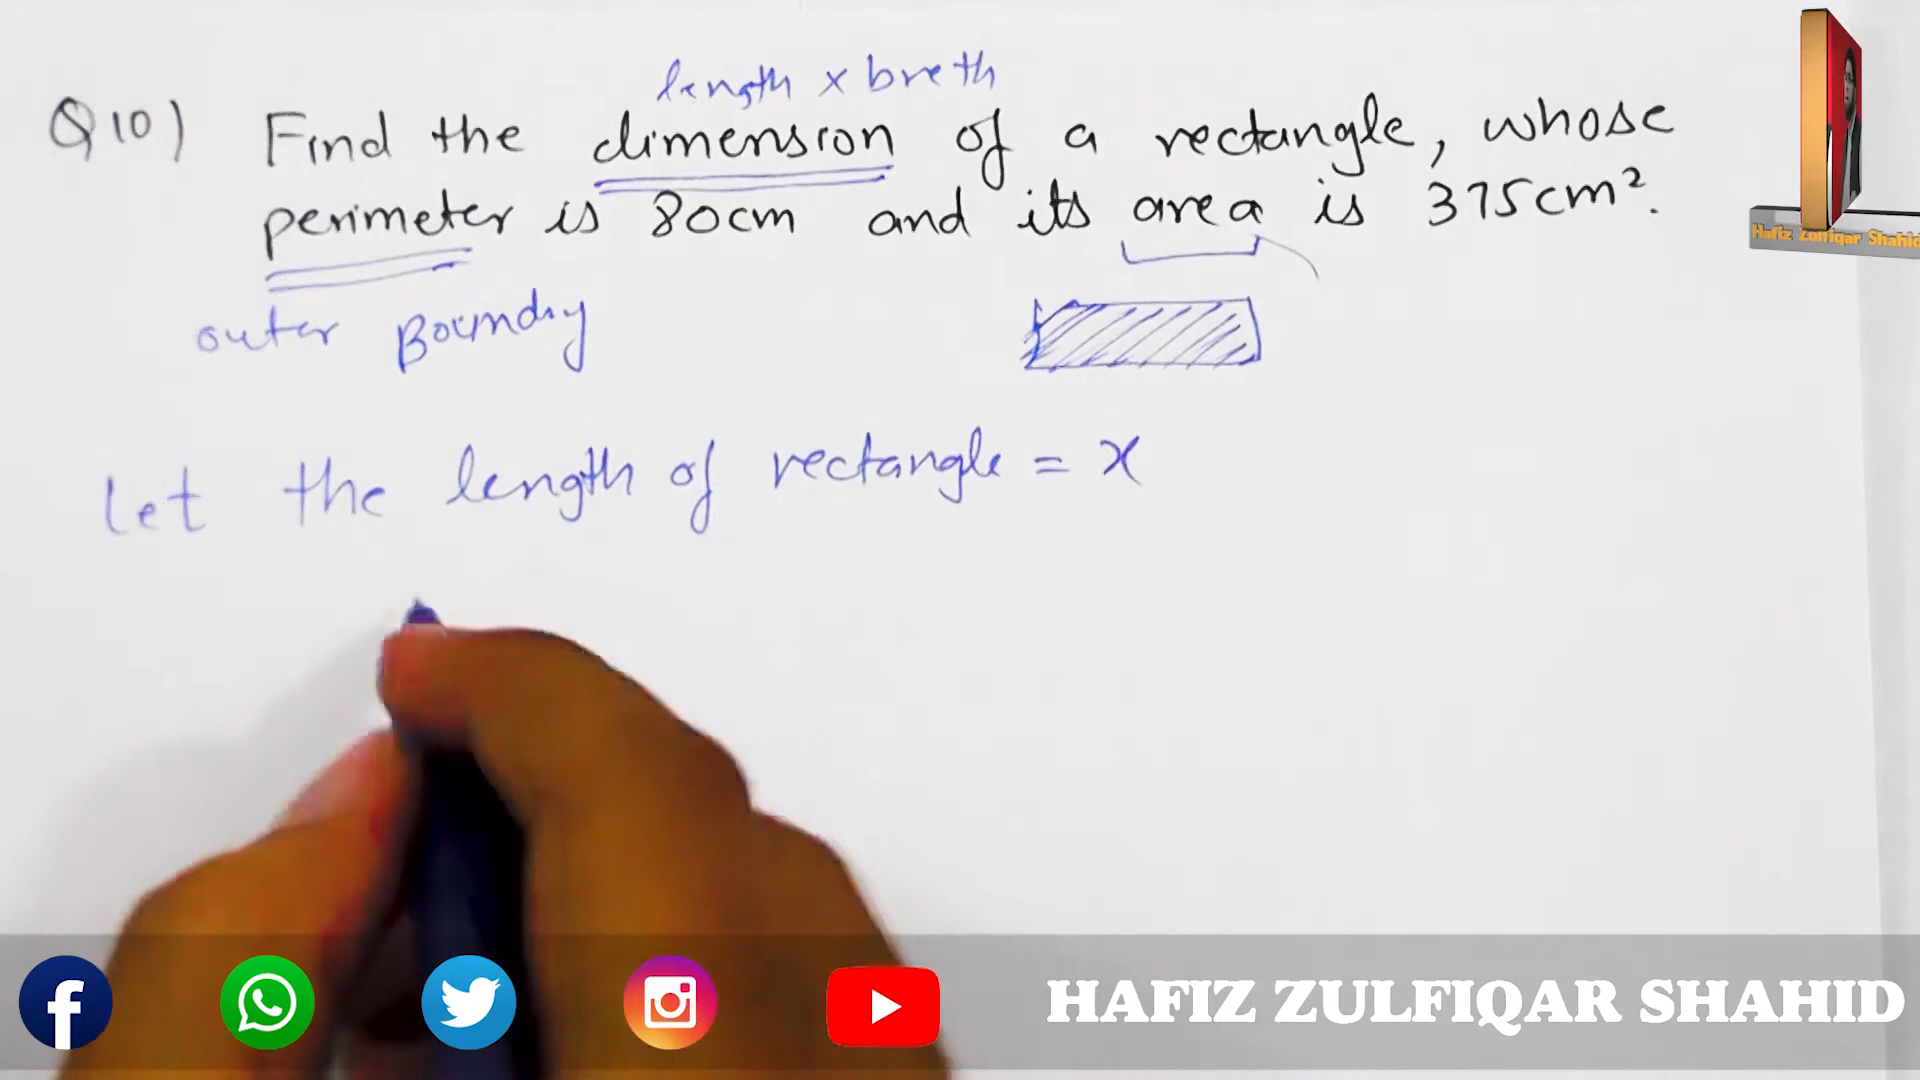 length × breth
Q10) Find the dimension of a rectangle, whose
perimeter is 80cm and its area is 375cm².
outer Boundry
Let the length of rectangle = x
Hafiz Zulfiqar Shahid
HAFIZ ZULFIQAR SHAHID